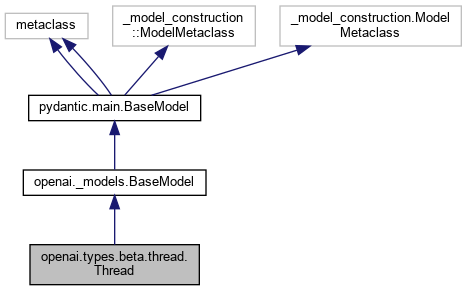 metaclass
_model_construction
::ModelMetaclass
_model_construction.Model
Metaclass
pydantic.main.BaseModel
openai._models.BaseModel
openai.types.beta.thread.
Thread